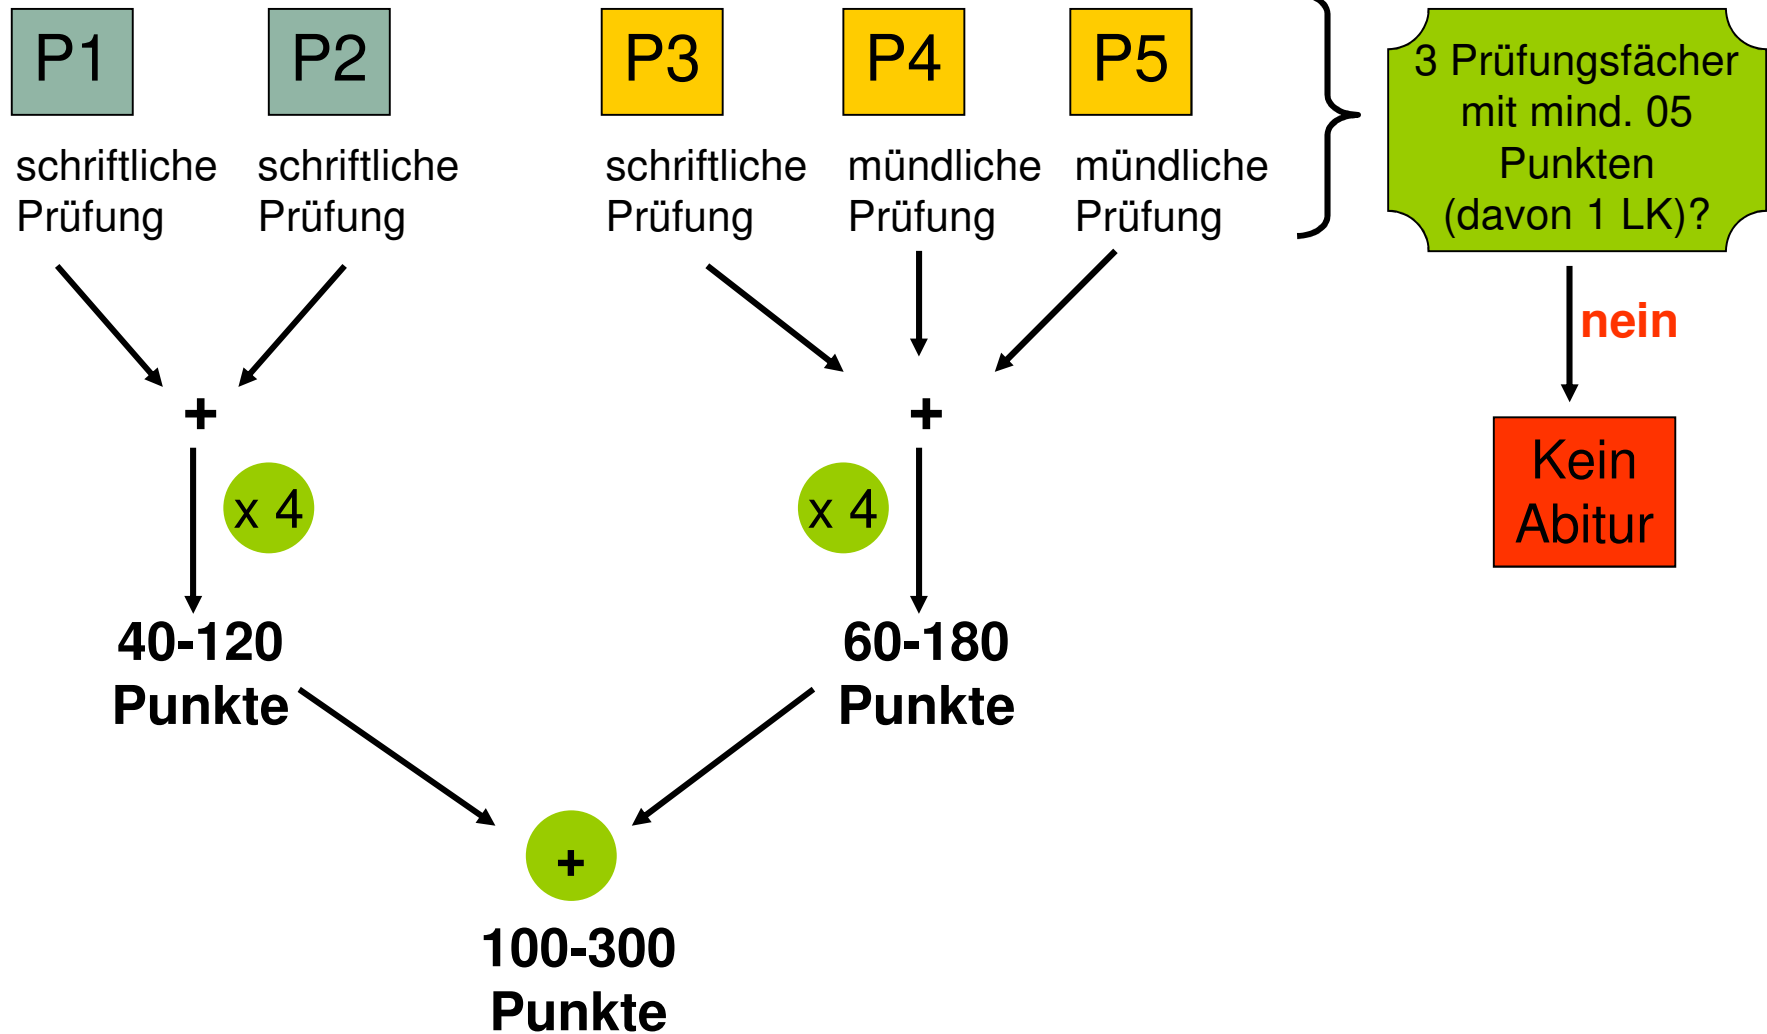 P1
P2
P3
P4
P5
schriftliche
Prüfung
schriftliche
Prüfung
schriftliche
Prüfung
mündliche
Prüfung
mündliche
Prüfung
3 Prüfungsfächer
mit mind. 05
Punkten
(davon 1 LK)?
nein
Kein
Abitur
+
+
x 4
x 4
40-120
Punkte
60-180
Punkte
+
100-300
Punkte